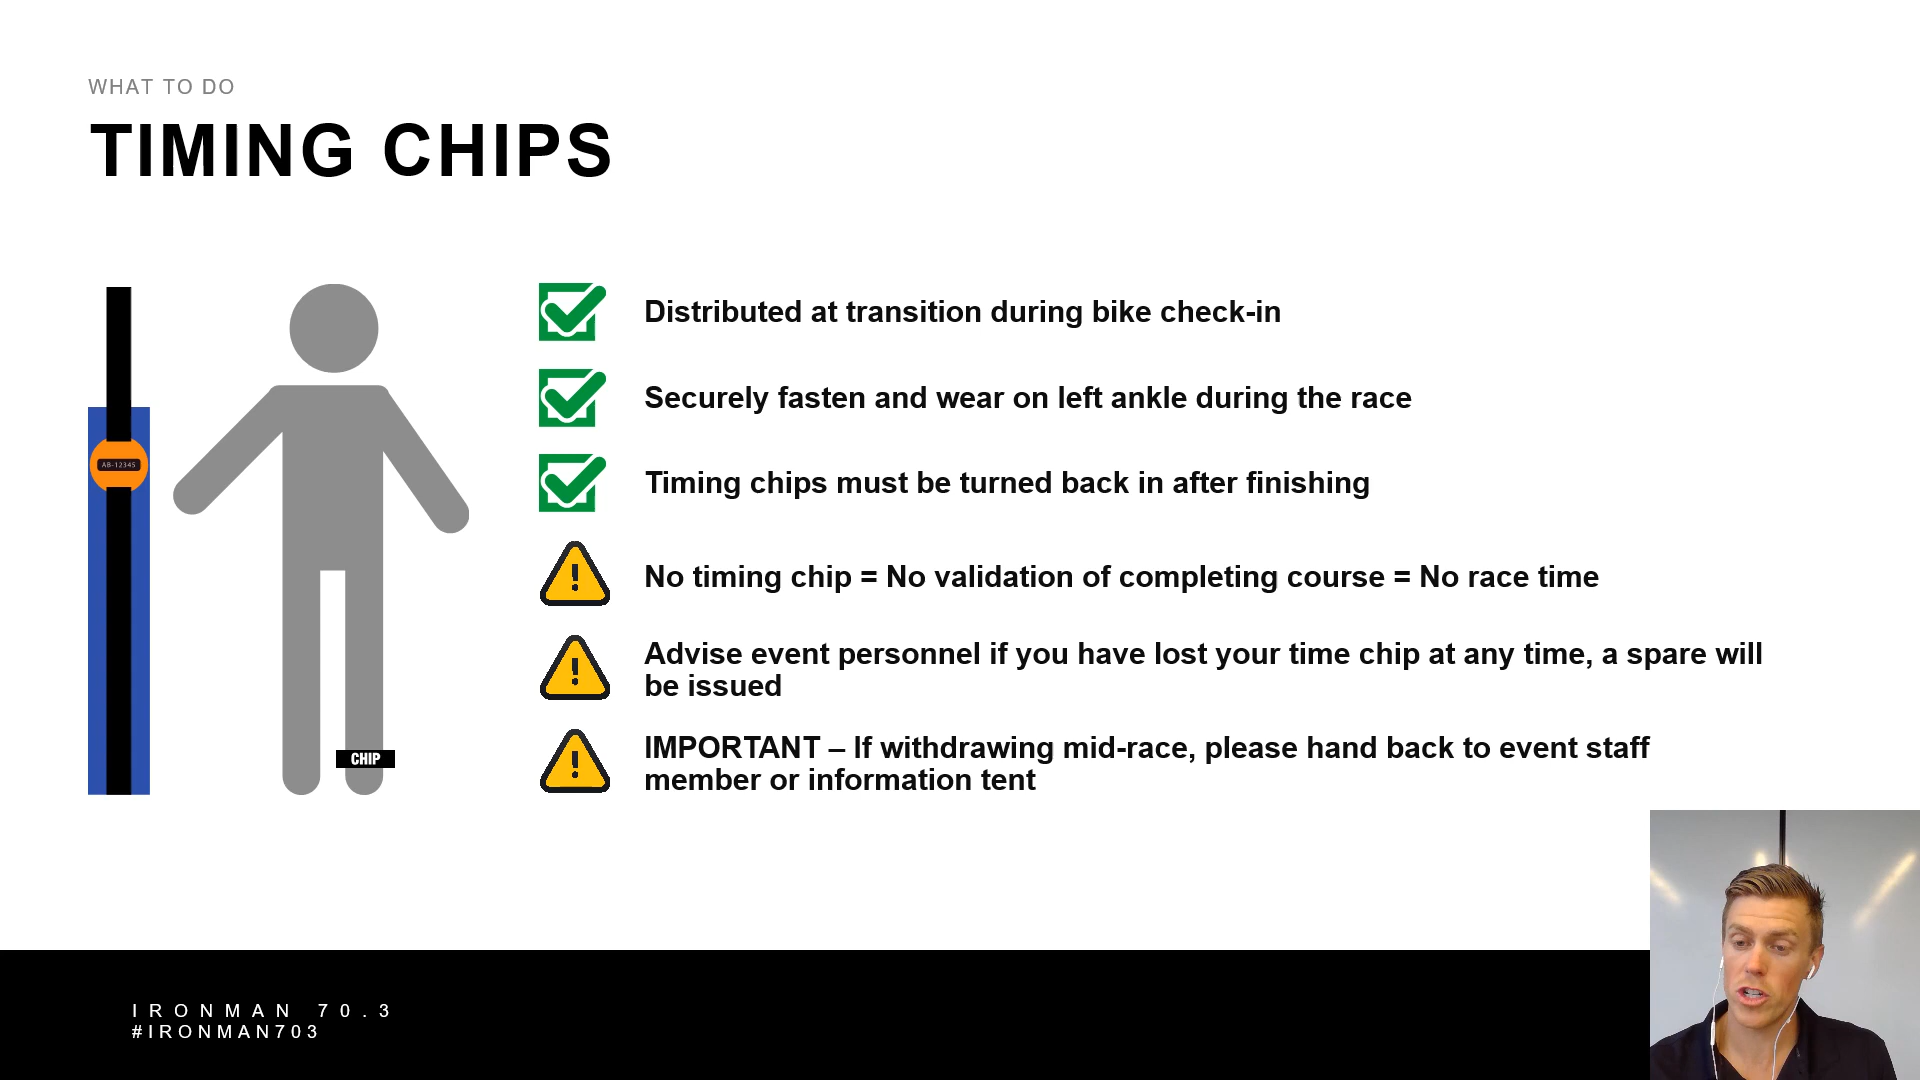 WHAT TO DO
TIMING CHIPS
AB-12345
CHIP
Distributed at transition during bike check-in
Securely fasten and wear on left ankle during the race
Timing chips must be turned back in after finishing
No timing chip = No validation of completing course = No race time
Advise event personnel if you have lost your time chip at any time, a spare will
be issued
IMPORTANT – If withdrawing mid-race, please hand back to event staff
member or information tent
IRONMAN 70.3
#IRONMAN703